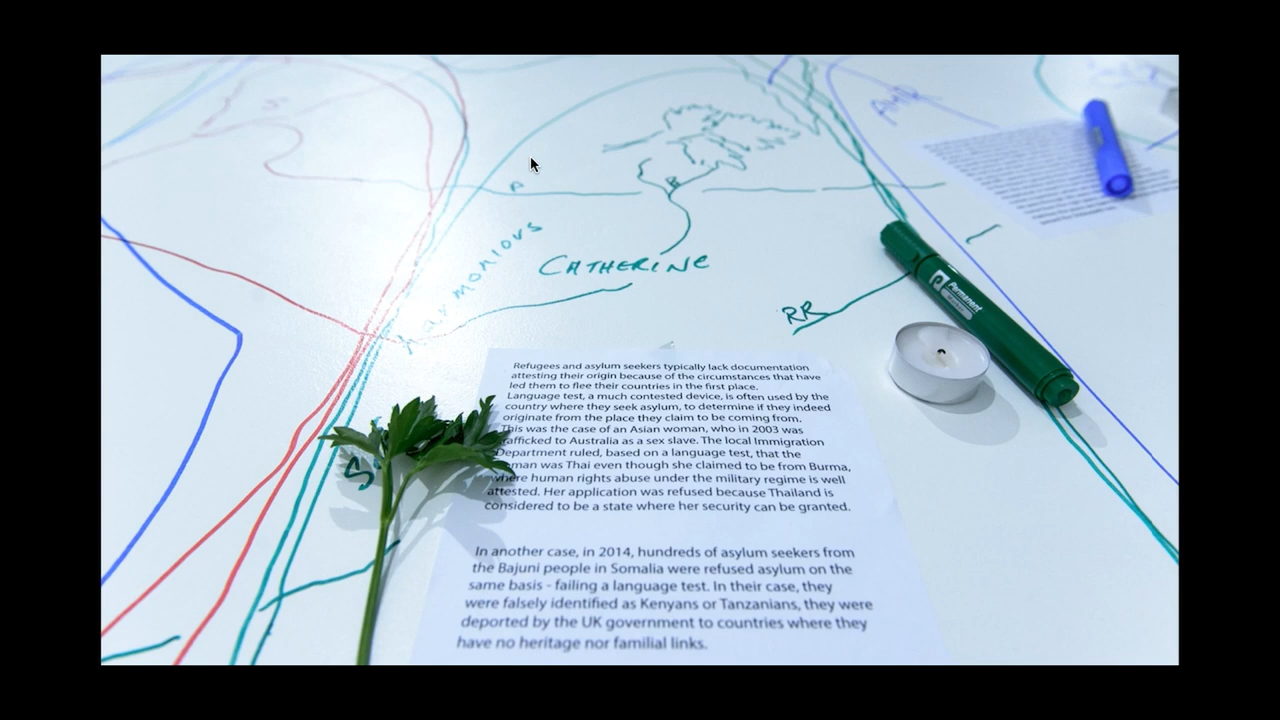 AMR
A
R
Harmonious
CATHERINE
RR
Permanent
Refugees and asylum seekers typically lack documentation
attesting their origin because of the circumstances that have
led them to flee their countries in the first place.
Language test, a much contested device, is often used by the
country where they seek asylum, to determine if they indeed
originate from the place they claim to be coming from.
This was the case of an Asian woman, who in 2003 was
trafficked to Australia as a sex slave. The local Immigration
Department ruled, based on a language test, that the
woman was Thai even though she claimed to be from Burma,
where human rights abuse under the military regime is well
attested. Her application was refused because Thailand is
considered to be a state where her security can be granted.
In another case, in 2014, hundreds of asylum seekers from
the Bajuni people in Somalia were refused asylum on the
same basis - failing a language test. In their case, they
were falsely identified as Kenyans or Tanzanians, they were
deported by the UK government to countries where they
have no heritage nor familial links.